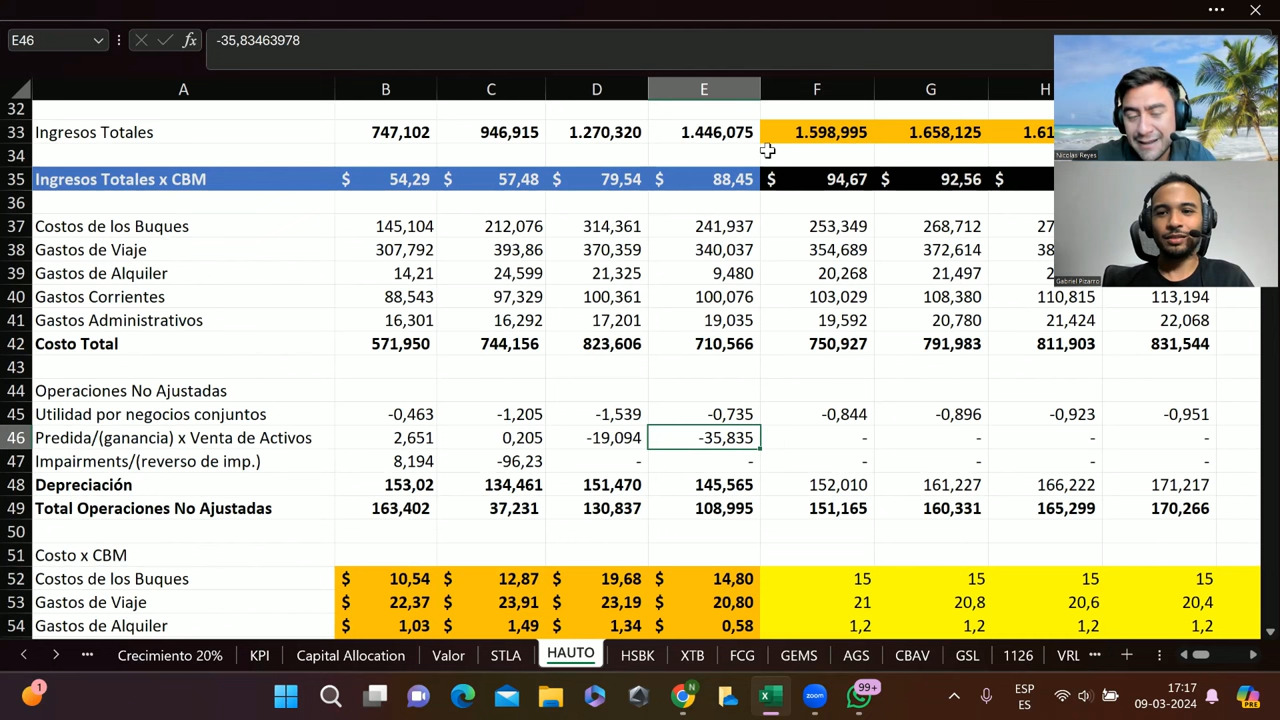 E46 fx -35,83463978
A B C D E F G H
32
33 Ingresos Totales 747,102 946,915 1.270,320 1.446,075 1.598,995 1.658,125 1.61
34
35 Ingresos Totales x CBM $ 54,29 $ 57,48 $ 79,54 $ 88,45 $ 94,67 $ 92,56 $
36
37 Costos de los Buques 145,104 212,076 314,361 241,937 253,349 268,712 27
38 Gastos de Viaje 307,792 393,86 370,359 340,037 354,689 372,614 38
39 Gastos de Alquiler 14,21 24,599 21,325 9,480 20,268 21,497 2
40 Gastos Corrientes 88,543 97,329 100,361 100,076 103,029 108,380 110,815 113,194
41 Gastos Administrativos 16,301 16,292 17,201 19,035 19,592 20,780 21,424 22,068
42 Costo Total 571,950 744,156 823,606 710,566 750,927 791,983 811,903 831,544
43
44 Operaciones No Ajustadas
45 Utilidad por negocios conjuntos -0,463 -1,205 -1,539 -0,735 -0,844 -0,896 -0,923 -0,951
46 Predida/(ganancia) x Venta de Activos 2,651 0,205 -19,094 -35,835 - - - -
47 Impairments/(reverso de imp.) 8,194 -96,23 - - - - - -
48 Depreciación 153,02 134,461 151,470 145,565 152,010 161,227 166,222 171,217
49 Total Operaciones No Ajustadas 163,402 37,231 130,837 108,995 151,165 160,331 165,299 170,266
50
51 Costo x CBM
52 Costos de los Buques $ 10,54 $ 12,87 $ 19,68 $ 14,80 15 15 15 15
53 Gastos de Viaje $ 22,37 $ 23,91 $ 23,19 $ 20,80 21 20,8 20,6 20,4
54 Gastos de Alquiler $ 1,03 $ 1,49 $ 1,34 $ 0,58 1,2 1,2 1,2 1,2
Nicolas Reyes
Gabriel Pizarro
Crecimiento 20% KPI Capital Allocation Valor STLA HAUTO HSBK XTB FCG GEMS AGS CBAV GSL 1126 VRL
1 N zoom 99+ ESP
ES 17:17
09-03-2024 PRE